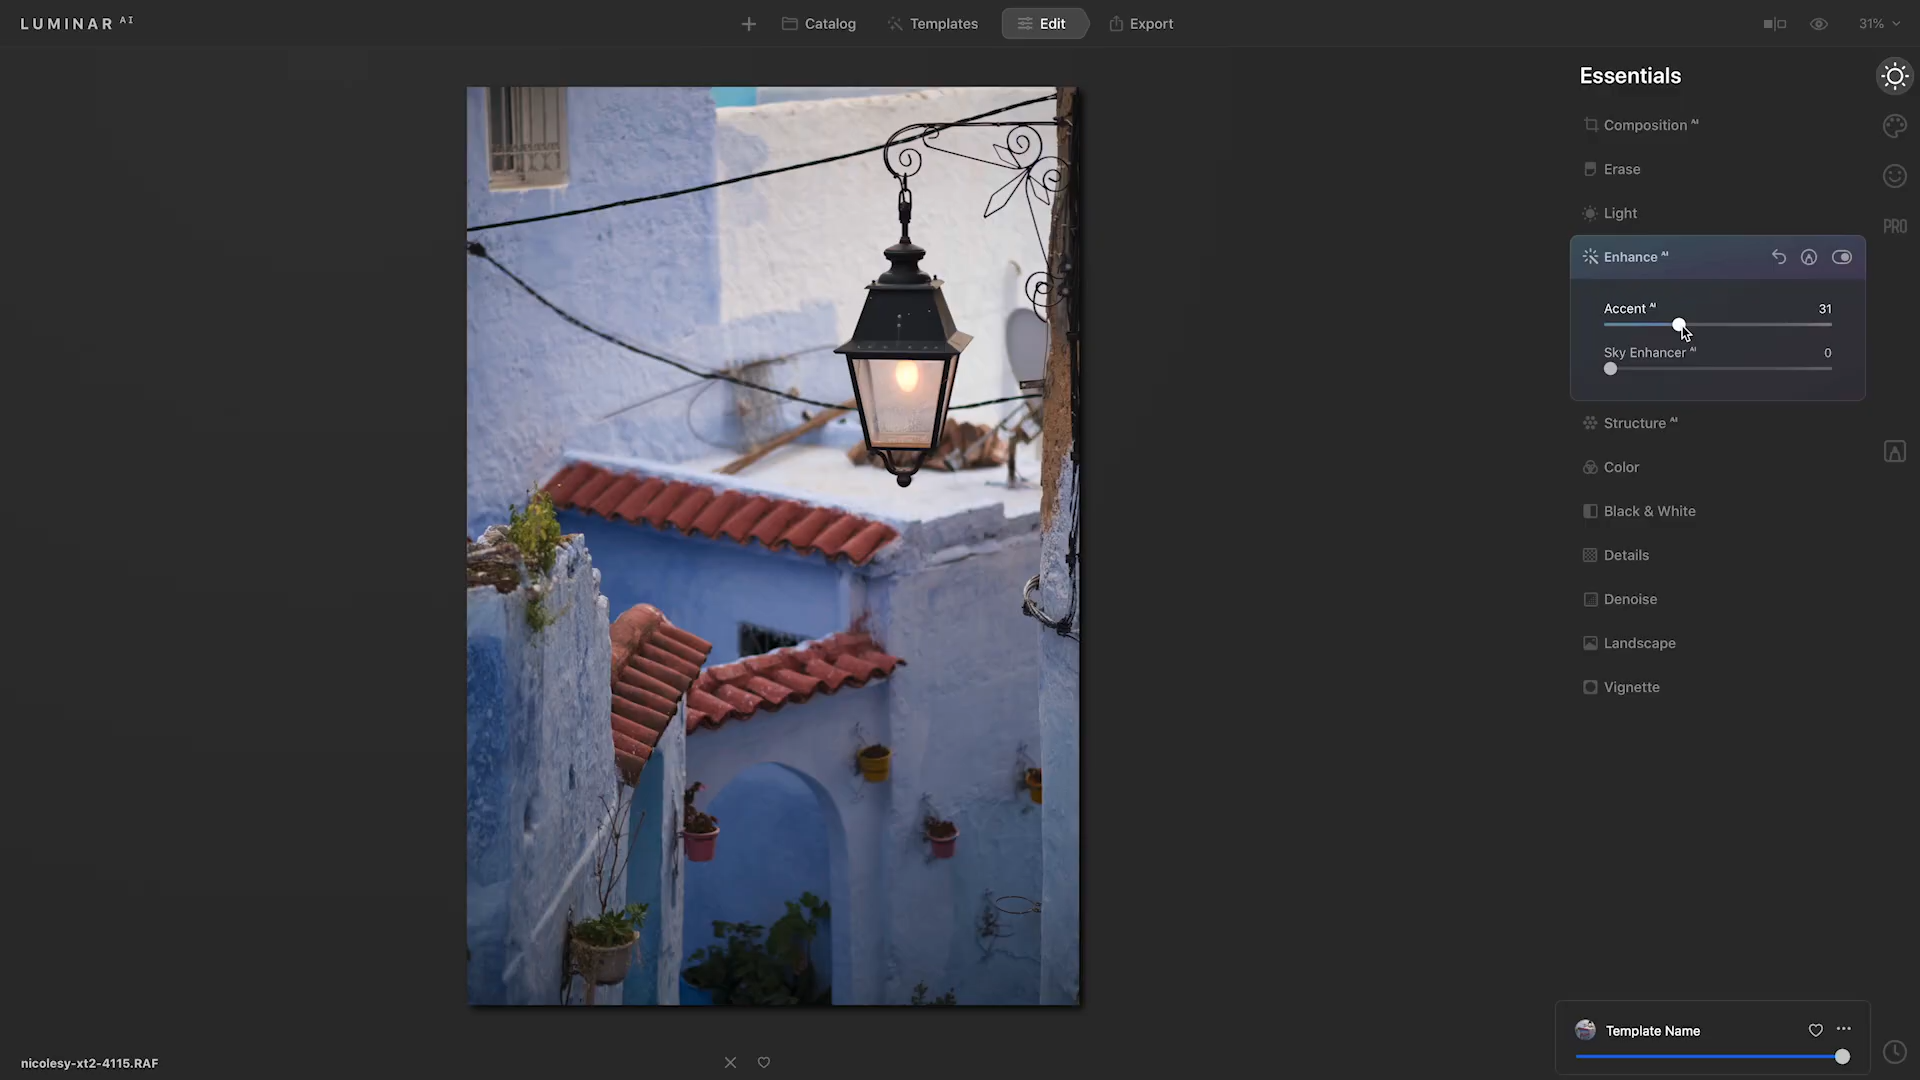 LUMINAR AI
Catalog
Templates
Edit
Export
31%
Essentials
Composition AI
Erase
Light
PRO
Enhance AI
Accent AI 31
Sky Enhancer AI 0
Structure AI
Color
Black & White
Details
Denoise
Landscape
Vignette
Template Name
nicolesy-xt2-4115.RAF